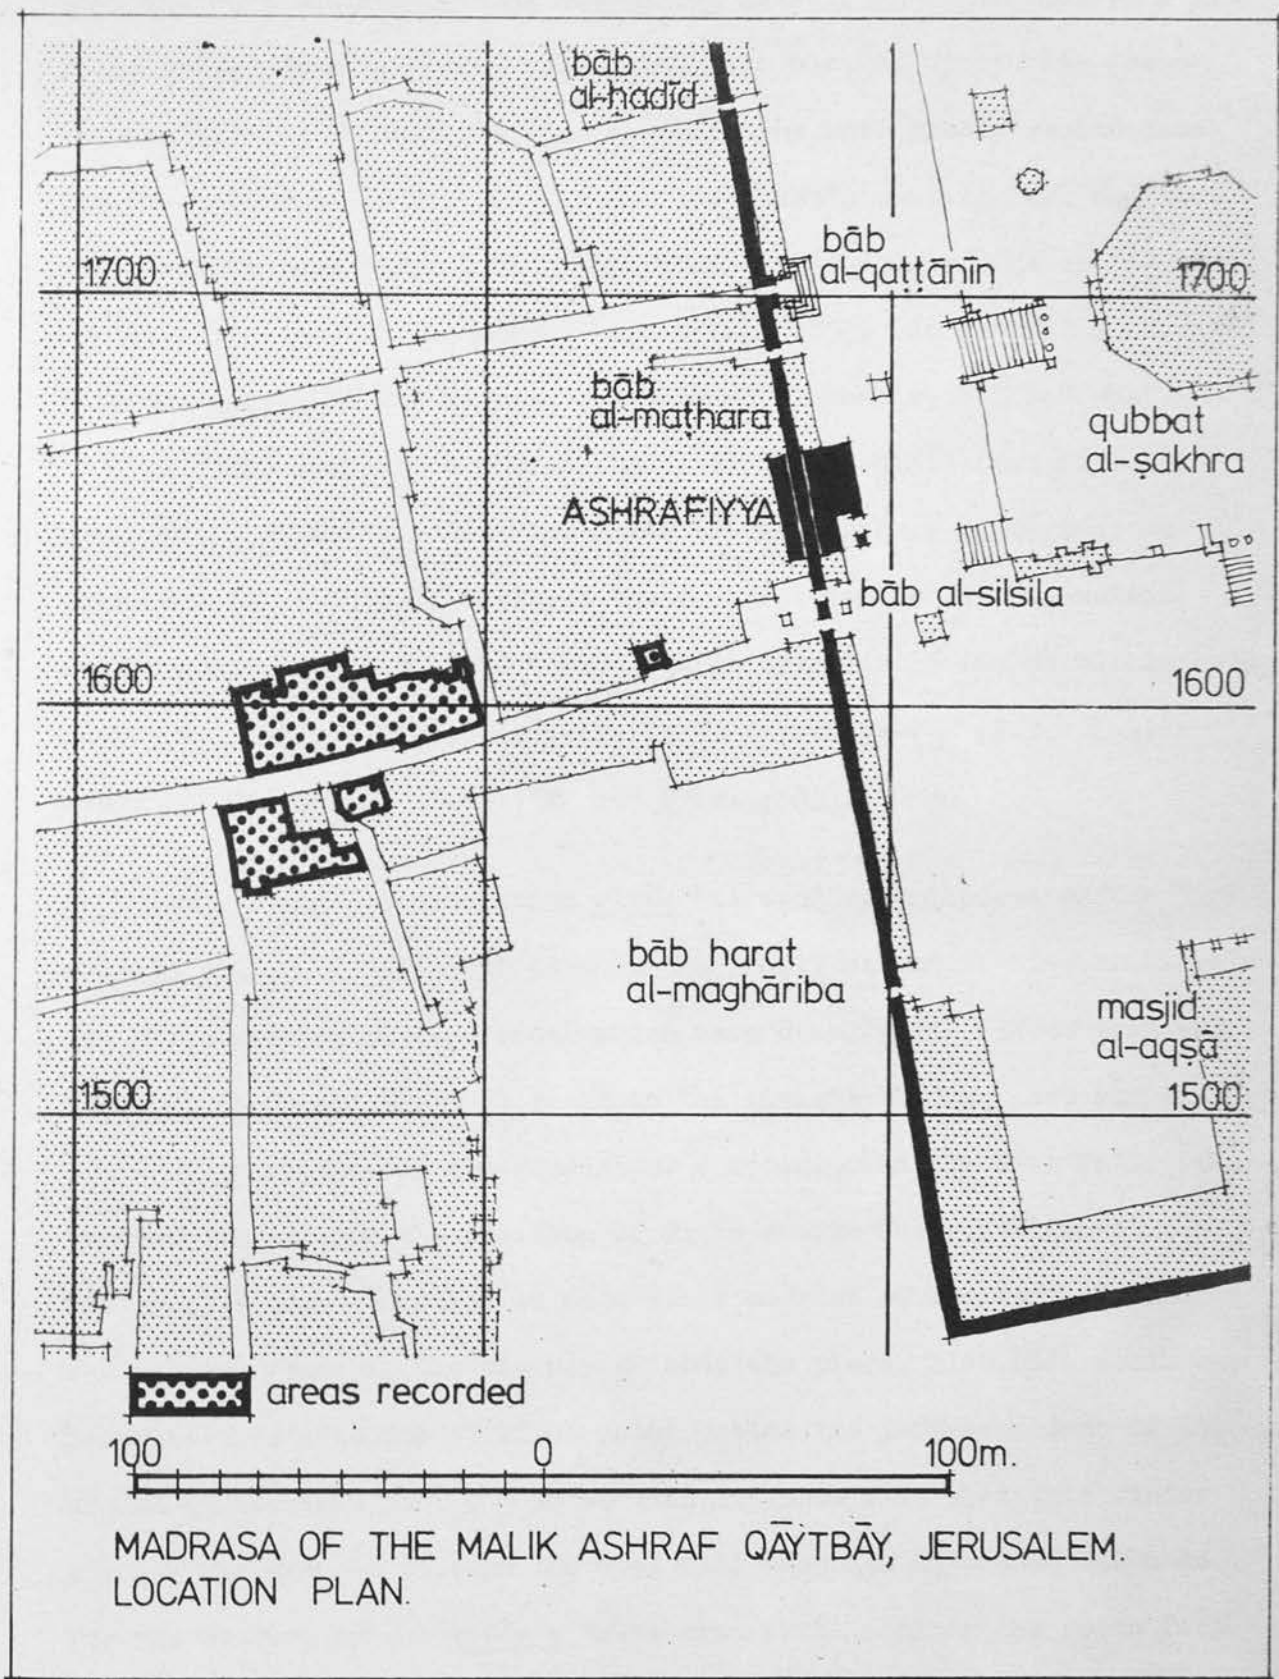 bāb
al-hadīd
bāb
al-qaṭṭānīn
1700
1700
bāb
al-maṭhara
qubbat
al-ṣakhra
ASHRAFIYYA
bāb al-silsila
1600
1600
bāb harat
al-maghāriba
masjid
al-aqṣā
1500
1500
areas recorded
100 0 100m.
MADRASA OF THE MALIK ASHRAF QĀYTBĀY, JERUSALEM.
LOCATION PLAN.